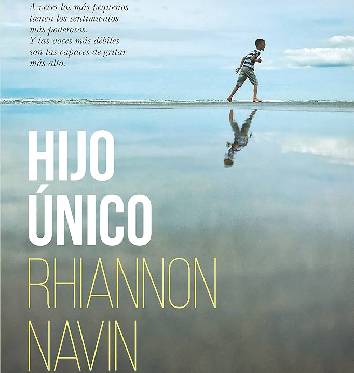 A veces los más pequeños
tienen los sentimientos
más poderosos.
Y las voces más débiles
son las capaces de gritar
más alto.
HIJO
ÚNICO
RHIANNON
NAVIN